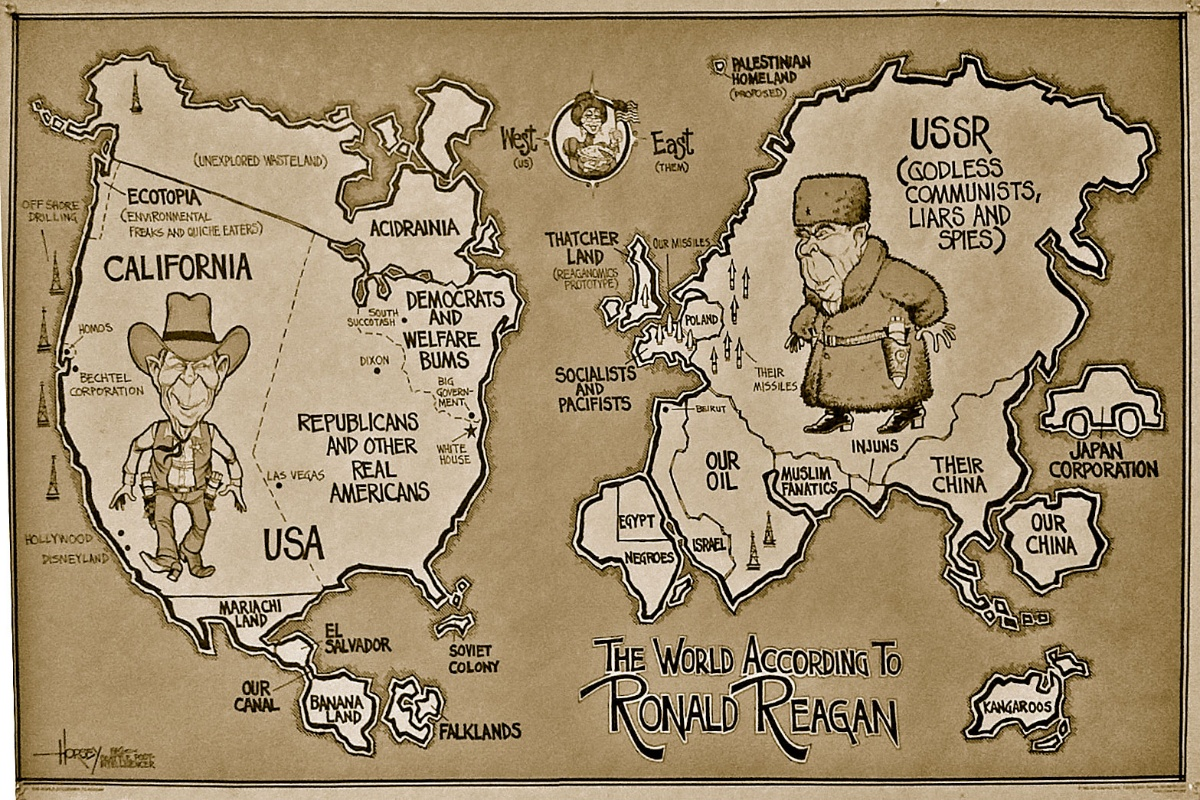 PALESTINIAN
HOMELAND
(PROPOSED)
West
(US)
East
(THEM)
USSR
(GODLESS
COMMUNISTS,
LIARS AND
SPIES)
(UNEXPLORED WASTELAND)
OFF SHORE
DRILLING
ECOTOPIA
(ENVIRONMENTAL
FREAKS AND QUICHE EATERS)
ACIDRAINIA
CALIFORNIA
THATCHER
LAND
(REAGANOMICS
PROTOTYPE)
OUR MISSILES
DEMOCRATS
AND
WELFARE
BUMS
SOUTH
SUCCOTASH
POLAND
HOMOS
DIXON
BECHTEL
CORPORATION
BIG
GOVERN-
MENT
SOCIALISTS
AND
PACIFISTS
THEIR
MISSILES
BEIRUT
REPUBLICANS
AND OTHER
REAL
AMERICANS
WHITE
HOUSE
LAS VEGAS
INJUNS
OUR
OIL
MUSLIM
FANATICS
THEIR
CHINA
JAPAN
CORPORATION
OUR
CHINA
EGYPT
NEGROES
ISRAEL
HOLLYWOOD
DISNEYLAND
USA
MARIACHI
LAND
EL
SALVADOR
SOVIET
COLONY
OUR
CANAL
BANANA
LAND
FALKLANDS
THE WORLD ACCORDING TO
RONALD REAGAN
KANGAROOS
HORSEY
SEATTLE POST-
INTELLIGENCER